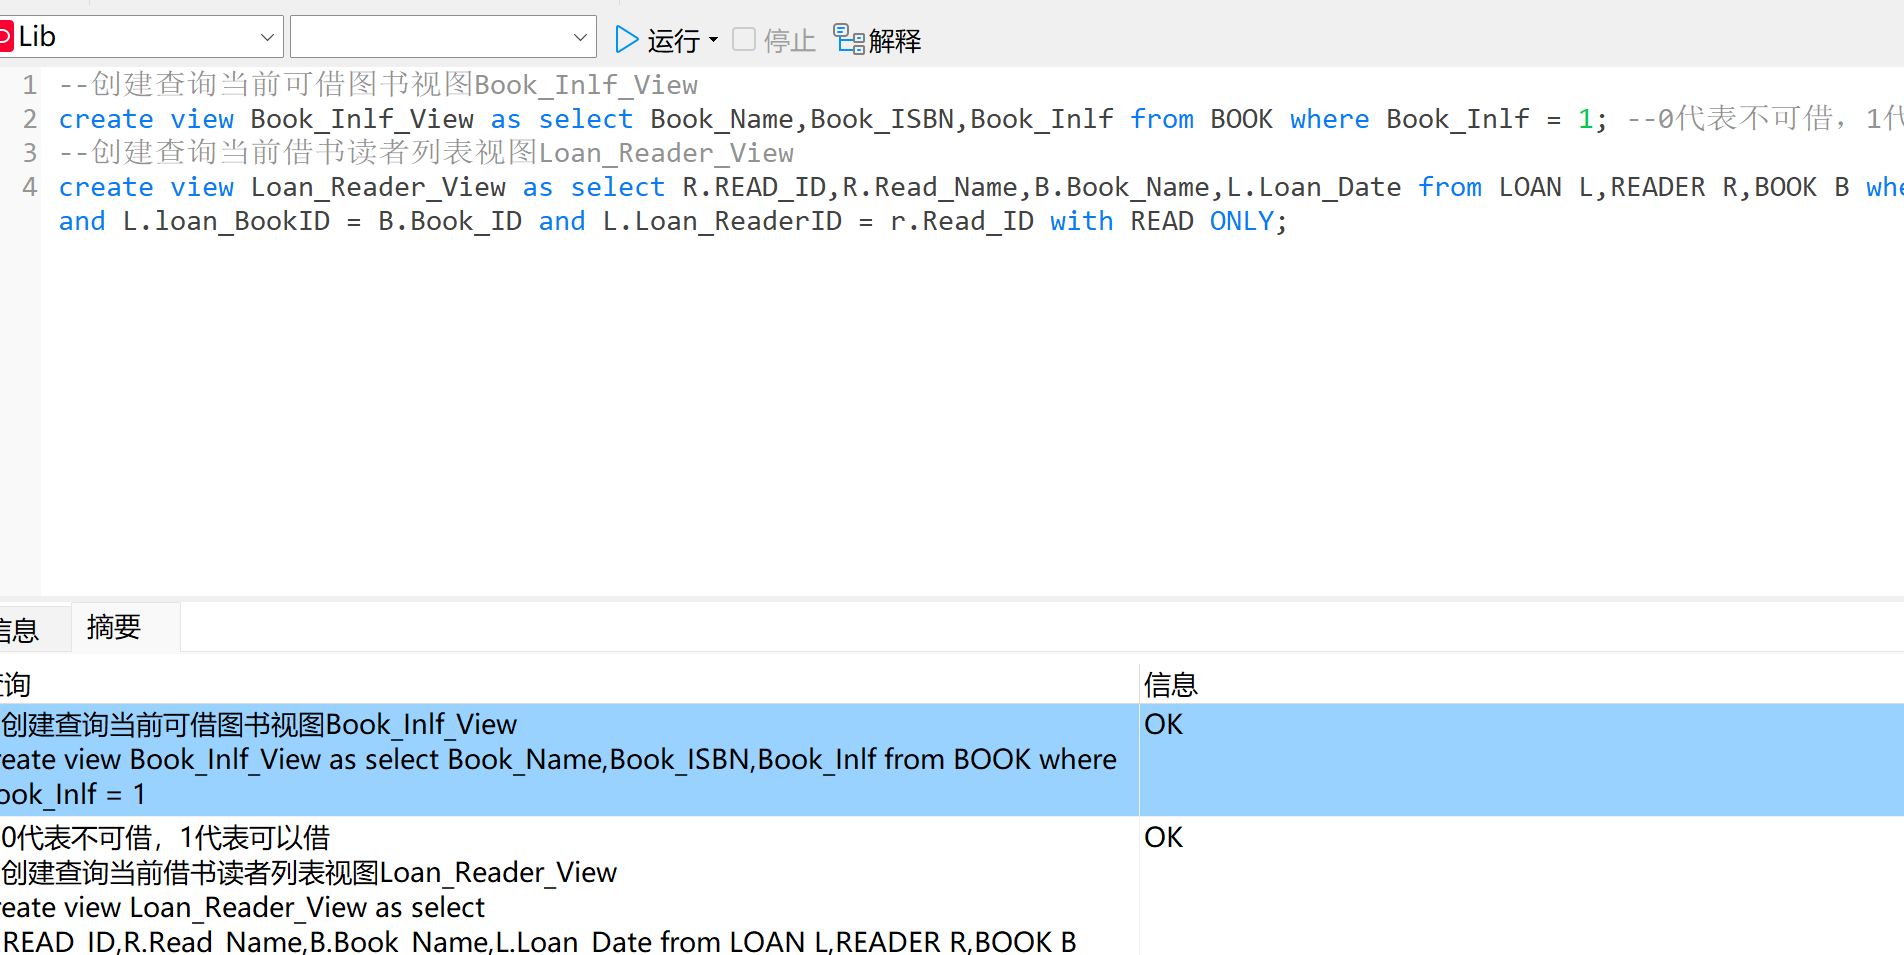 Lib
运行 停止 解释
1 --创建查询当前可借图书视图Book_Inlf_View
2 create view Book_Inlf_View as select Book_Name,Book_ISBN,Book_Inlf from BOOK where Book_Inlf = 1; --0代表不可借，1代
3 --创建查询当前借书读者列表视图Loan_Reader_View
4 create view Loan_Reader_View as select R.READ_ID,R.Read_Name,B.Book_Name,L.Loan_Date from LOAN L,READER R,BOOK B whe
and L.loan_BookID = B.Book_ID and L.Loan_ReaderID = r.Read_ID with READ ONLY;
信息 摘要
查询 信息
创建查询当前可借图书视图Book_Inlf_View OK
reate view Book_Inlf_View as select Book_Name,Book_ISBN,Book_Inlf from BOOK where
ook_Inlf = 1
0代表不可借，1代表可以借 OK
创建查询当前借书读者列表视图Loan_Reader_View
reate view Loan_Reader_View as select
.READ_ID,R.Read_Name,B.Book_Name,L.Loan_Date from LOAN L,READER R,BOOK B